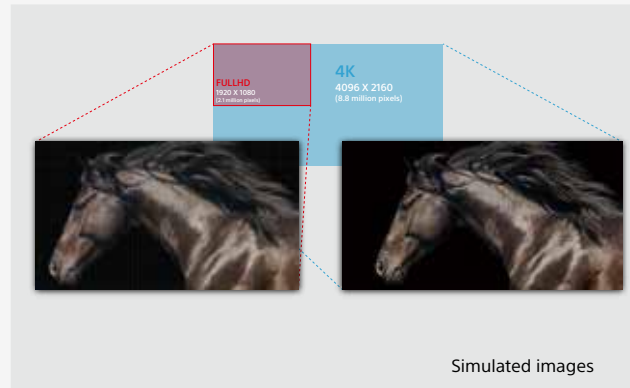 FULLHD
1920 X 1080
(2.1 million pixels)
4K
4096 X 2160
(8.8 million pixels)
Simulated images